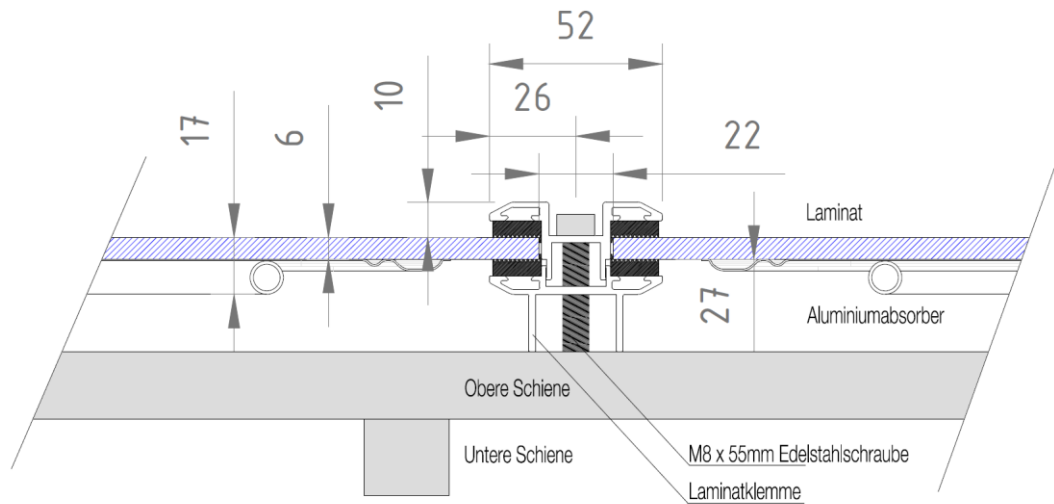 52
26
10
17
6
22
Laminat
27
Aluminiumabsorber
Obere Schiene
Untere Schiene
M8 x 55mm Edelstahlschraube
Laminatklemme